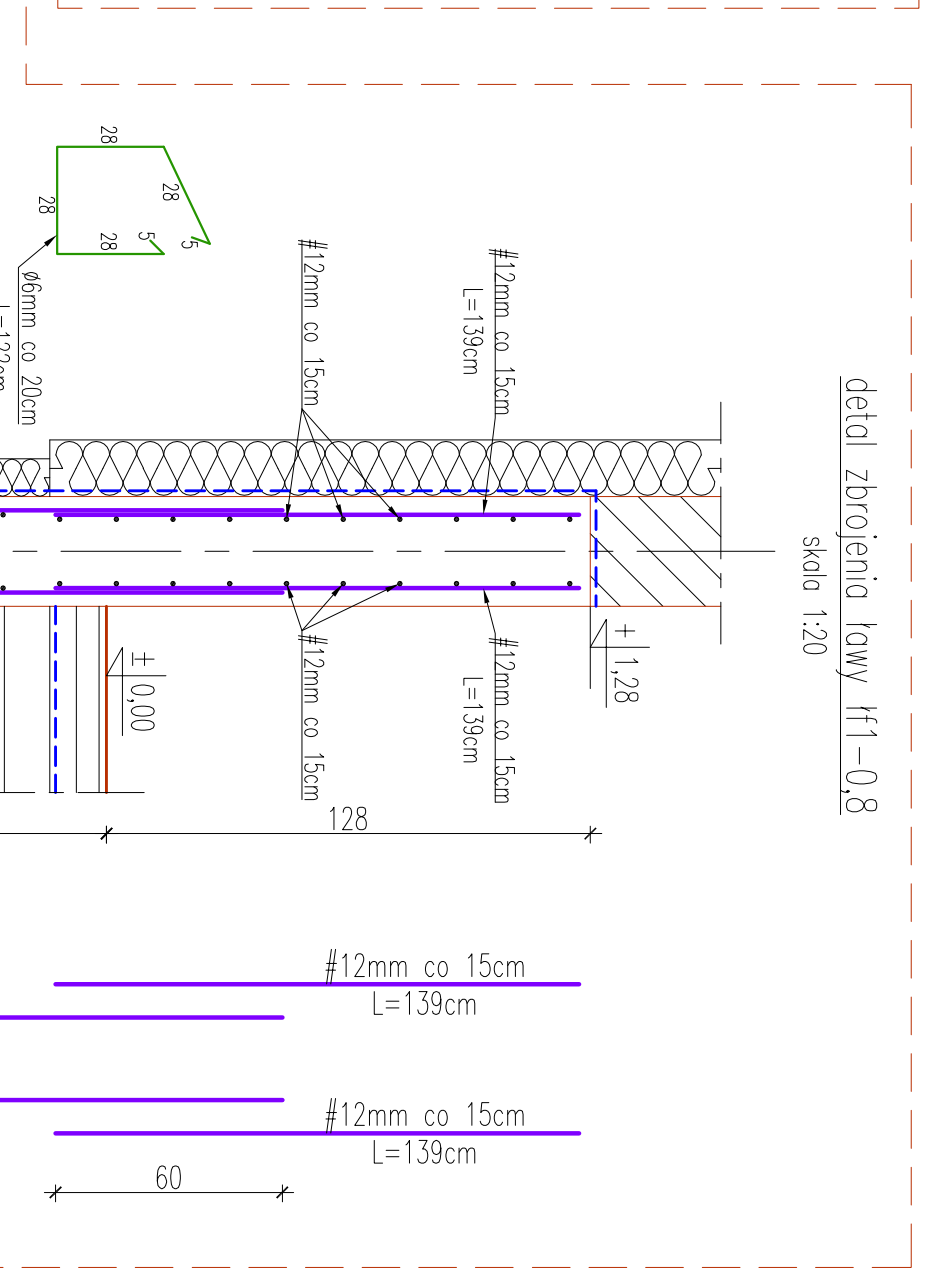 detal zbrojenia ławy łf1-0,8
skala 1:20
28
28
28
28
5
5
Ø6mm co 20cm
#12mm co 15cm
#12mm co 15cm
L=139cm
#12mm co 15cm
#12mm co 15cm
L=139cm
+ 1,28
± 0,00
128
#12mm co 15cm
L=139cm
#12mm co 15cm
L=139cm
60